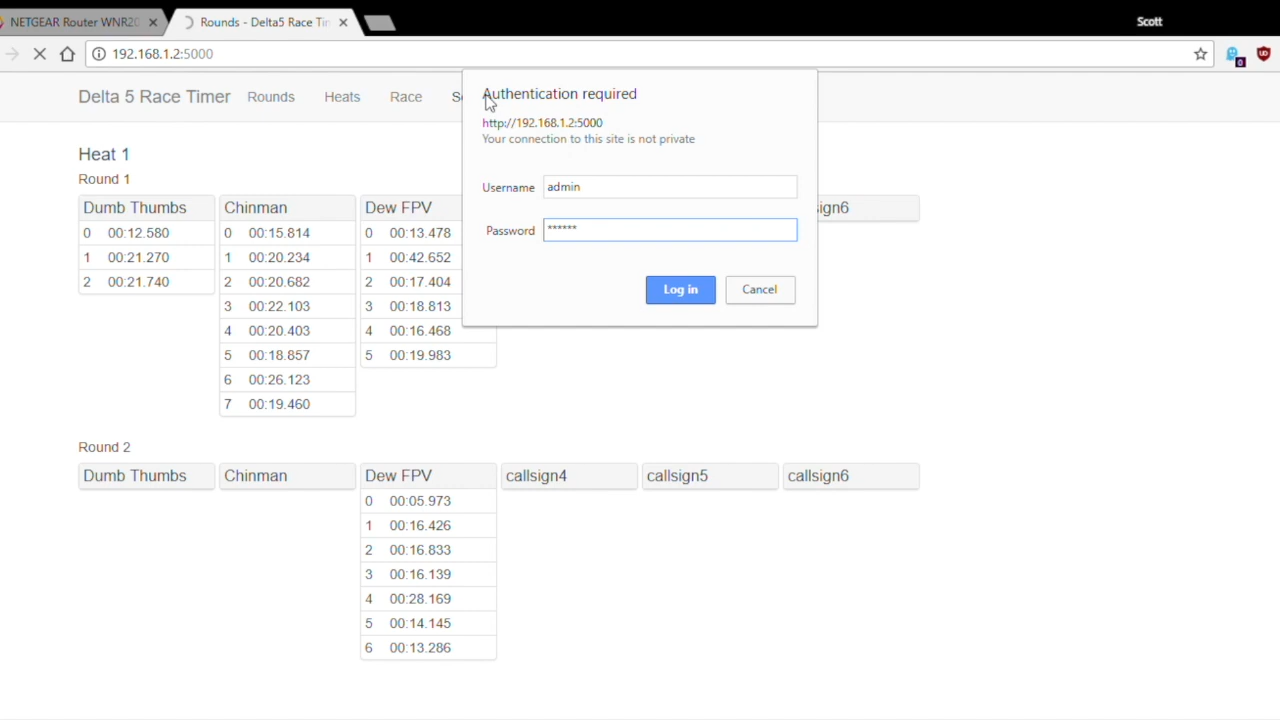 NETGEAR Router WNR20
Rounds - Delta5 Race Tim
Scott
192.168.1.2:5000
Delta 5 Race Timer Rounds Heats Race
Authentication required
http://192.168.1.2:5000
Your connection to this site is not private
Username admin
Password ******
Log in Cancel
Heat 1
Round 1
Dumb Thumbs Chinman Dew FPV sign6
0 00:12.580 0 00:15.814 0 00:13.478
1 00:21.270 1 00:20.234 1 00:42.652
2 00:21.740 2 00:20.682 2 00:17.404
3 00:22.103 3 00:18.813
4 00:20.403 4 00:16.468
5 00:18.857 5 00:19.983
6 00:26.123
7 00:19.460
Round 2
Dumb Thumbs Chinman Dew FPV callsign4 callsign5 callsign6
0 00:05.973
1 00:16.426
2 00:16.833
3 00:16.139
4 00:28.169
5 00:14.145
6 00:13.286